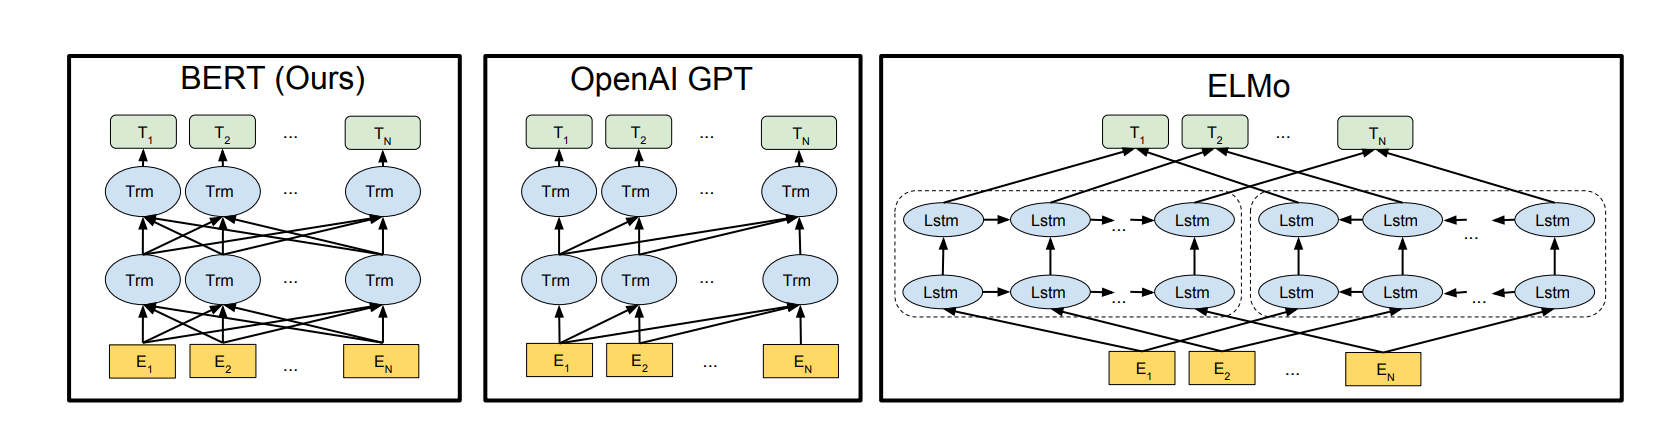 BERT (Ours)
T1 T2 ... TN
Trm Trm ... Trm
Trm Trm ... Trm
E1 E2 ... EN
OpenAI GPT
T1 T2 ... TN
Trm Trm ... Trm
Trm Trm ... Trm
E1 E2 ... EN
ELMo
T1 T2 ... TN
Lstm Lstm ... Lstm Lstm Lstm ... Lstm
Lstm Lstm ... Lstm Lstm Lstm ... Lstm
E1 E2 ... EN